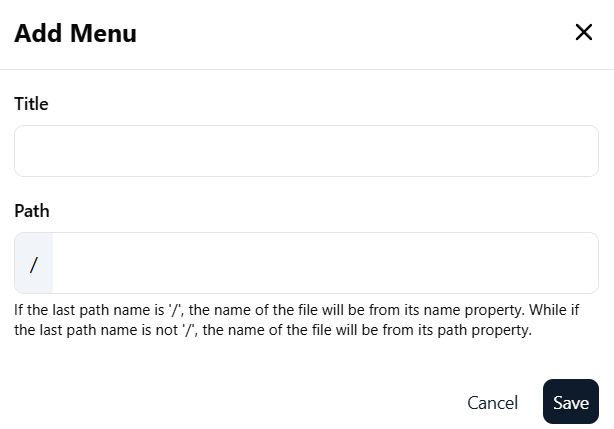 Add Menu
Title
Path
/
If the last path name is '/', the name of the file will be from its name property. While if
the last path name is not '/', the name of the file will be from its path property.
Cancel
Save